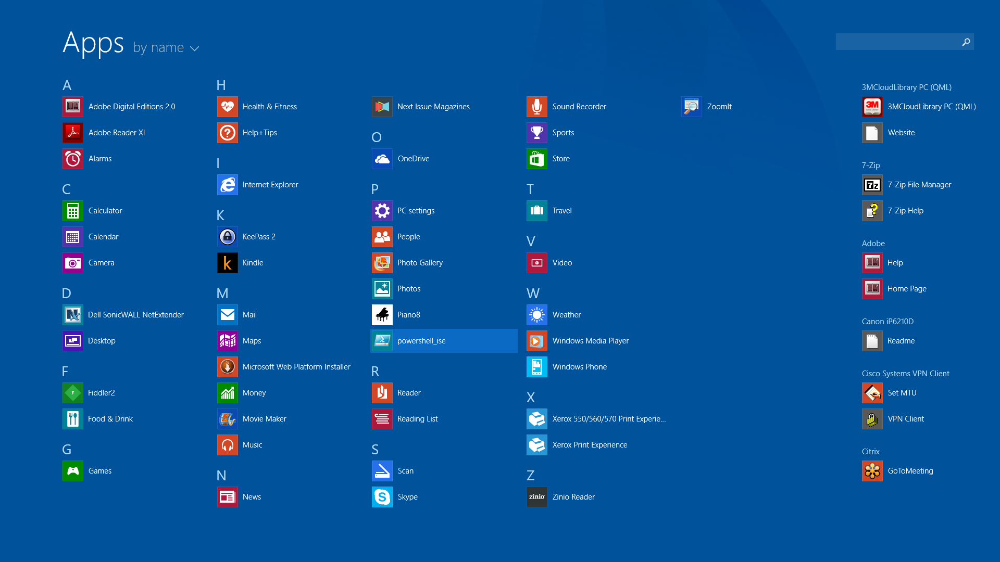 Apps by name
A
Adobe Digital Editions 2.0
Adobe Reader XI
Alarms
C
Calculator
Calendar
Camera
D
Dell SonicWALL NetExtender
Desktop
F
F
Fiddler2
Food & Drink
G
Games
H
Health & Fitness
?
Help+Tips
I
Internet Explorer
K
KeePass 2
k
Kindle
M
Mail
Maps
Microsoft Web Platform Installer
Money
Movie Maker
Music
N
News
Next Issue Magazines
O
OneDrive
P
PC settings
People
Photo Gallery
Photos
Piano8
powershell_ise
R
Reader
Reading List
S
Scan
S
Skype
Sound Recorder
Sports
Store
T
Travel
V
Video
W
Weather
Windows Media Player
Windows Phone
X
Xerox 550/560/570 Print Experie...
Xerox Print Experience
Z
zinio
Zinio Reader
ZoomIt
3MCloudLibrary PC (QML)
3M
Cloud Library
3MCloudLibrary PC (QML)
Website
7-Zip
7z
7-Zip File Manager
?
7-Zip Help
Adobe
Help
Home Page
Canon iP6210D
Readme
Cisco Systems VPN Client
Set MTU
VPN Client
Citrix
GoToMeeting